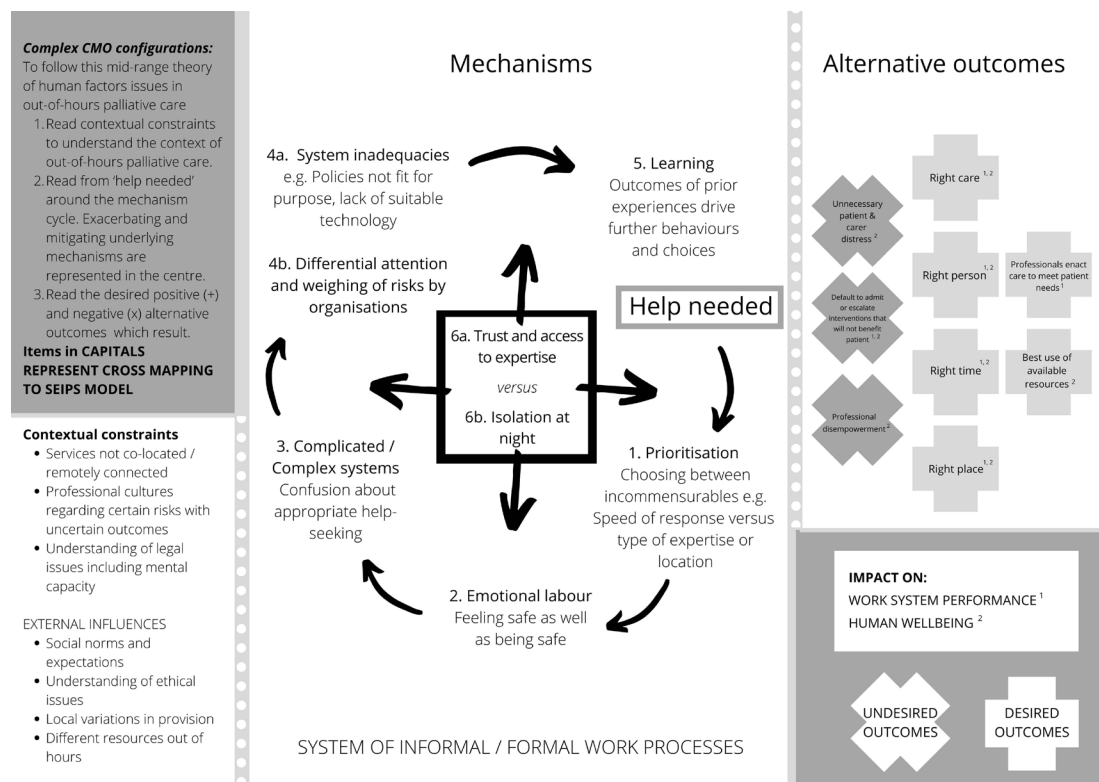 Complex CMO configurations:
To follow this mid-range theory
of human factors issues in
out-of-hours palliative care
1. Read contextual constraints
to understand the context of
out-of-hours palliative care.
2. Read from ‘help needed’
around the mechanism
cycle. Exacerbating and
mitigating underlying
mechanisms are
represented in the centre.
3. Read the desired positive (+)
and negative (x) alternative
outcomes which result.
Items in CAPITALS
REPRESENT CROSS MAPPING
TO SEIPS MODEL
Contextual constraints
• Services not co-located /
remotely connected
• Professional cultures
regarding certain risks with
uncertain outcomes
• Understanding of legal
issues including mental
capacity
EXTERNAL INFLUENCES
• Social norms and
expectations
• Understanding of ethical
issues
• Local variations in provision
• Different resources out of
hours
Mechanisms
Help needed
1. Prioritisation
Choosing between
incommensurables e.g.
Speed of response versus
type of expertise or
location
2. Emotional labour
Feeling safe as well
as being safe
3. Complicated /
Complex systems
Confusion about
appropriate help-
seeking
4a. System inadequacies
e.g. Policies not fit for
purpose, lack of suitable
technology
4b. Differential attention
and weighing of risks by
organisations
5. Learning
Outcomes of prior
experiences drive
further behaviours
and choices
6a. Trust and access
to expertise
versus
6b. Isolation at
night
SYSTEM OF INFORMAL / FORMAL WORK PROCESSES
Alternative outcomes
Unnecessary
patient &
carer
distress 2
Default to admit
or escalate
interventions that
will not benefit
patient 1, 2
Professional
disempowerment 2
Right care 1, 2
Right person 1, 2
Right time 1, 2
Right place 1, 2
Professionals enact
care to meet patient
needs 1
Best use of
available
resources 2
IMPACT ON:
WORK SYSTEM PERFORMANCE 1
HUMAN WELLBEING 2
UNDESIRED
OUTCOMES
DESIRED
OUTCOMES